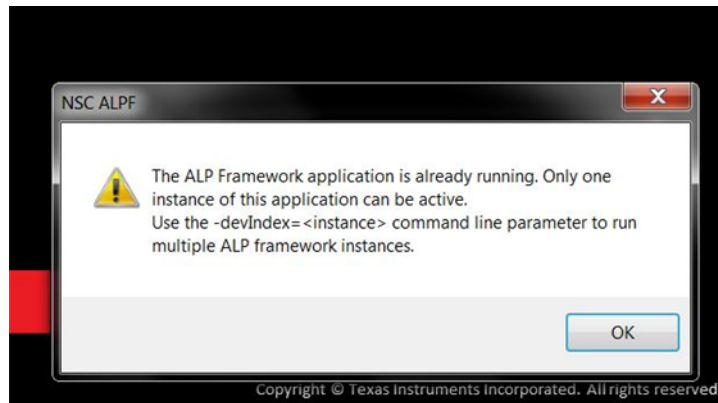 NSC ALPF
The ALP Framework application is already running. Only one
instance of this application can be active.
Use the -devIndex=<instance> command line parameter to run
multiple ALP framework instances.
OK
Copyright © Texas Instruments Incorporated. All rights reserved